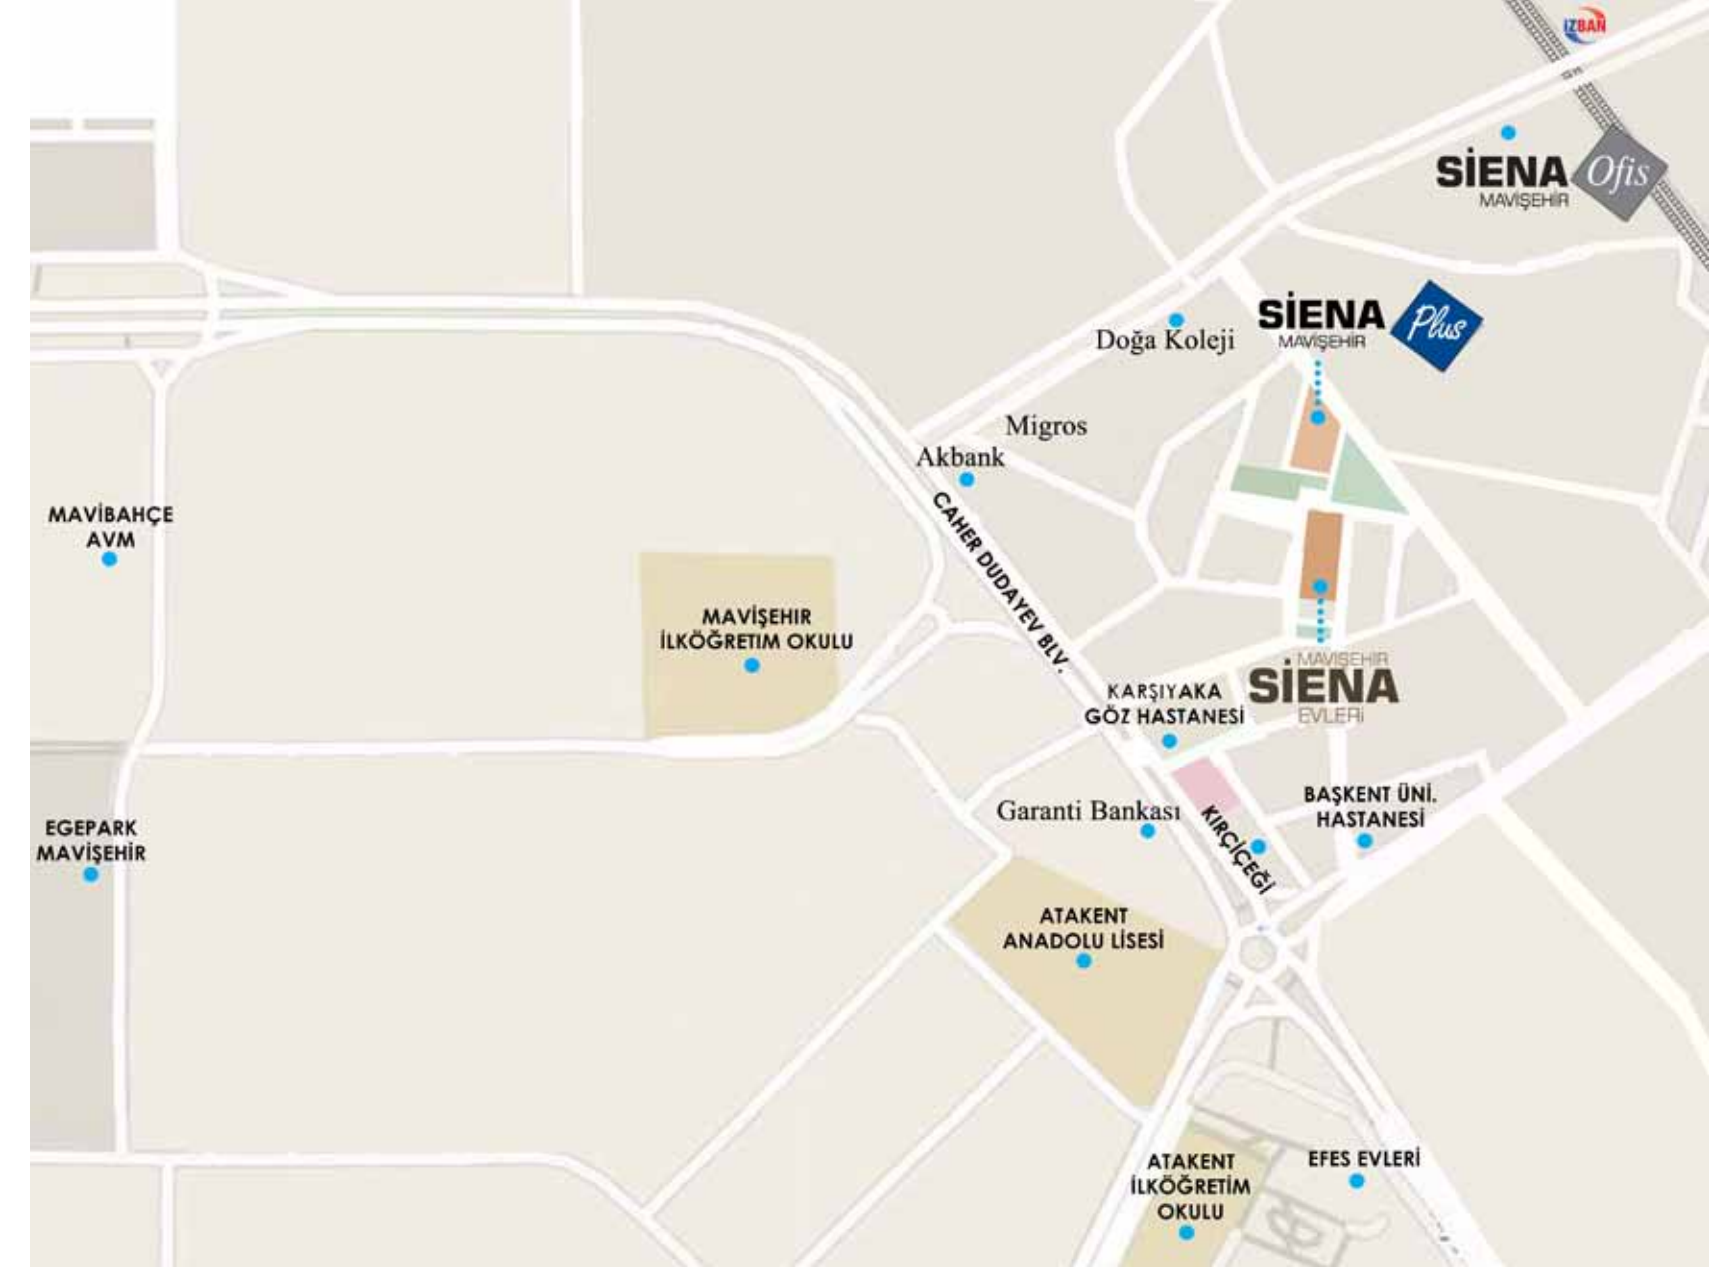 İZBAN
SİENA Ofis
MAVİŞEHİR
SİENA Plus
MAVİŞEHİR
Doğa Koleji
Migros
Akbank
CAHER DUDAYEV BLV.
MAVİBAHÇE
AVM
MAVİŞEHIR
İLKÖĞRETIM OKULU
MAVİŞEHİR
SİENA
EVLERİ
KARŞIYAKA
GÖZ HASTANESİ
Garanti Bankası
KIRÇİÇEĞİ
BAŞKENT ÜNİ.
HASTANESİ
EGEPARK
MAVİŞEHİR
ATAKENT
ANADOLU LİSESİ
ATAKENT
İLKÖĞRETİM
OKULU
EFES EVLERİ